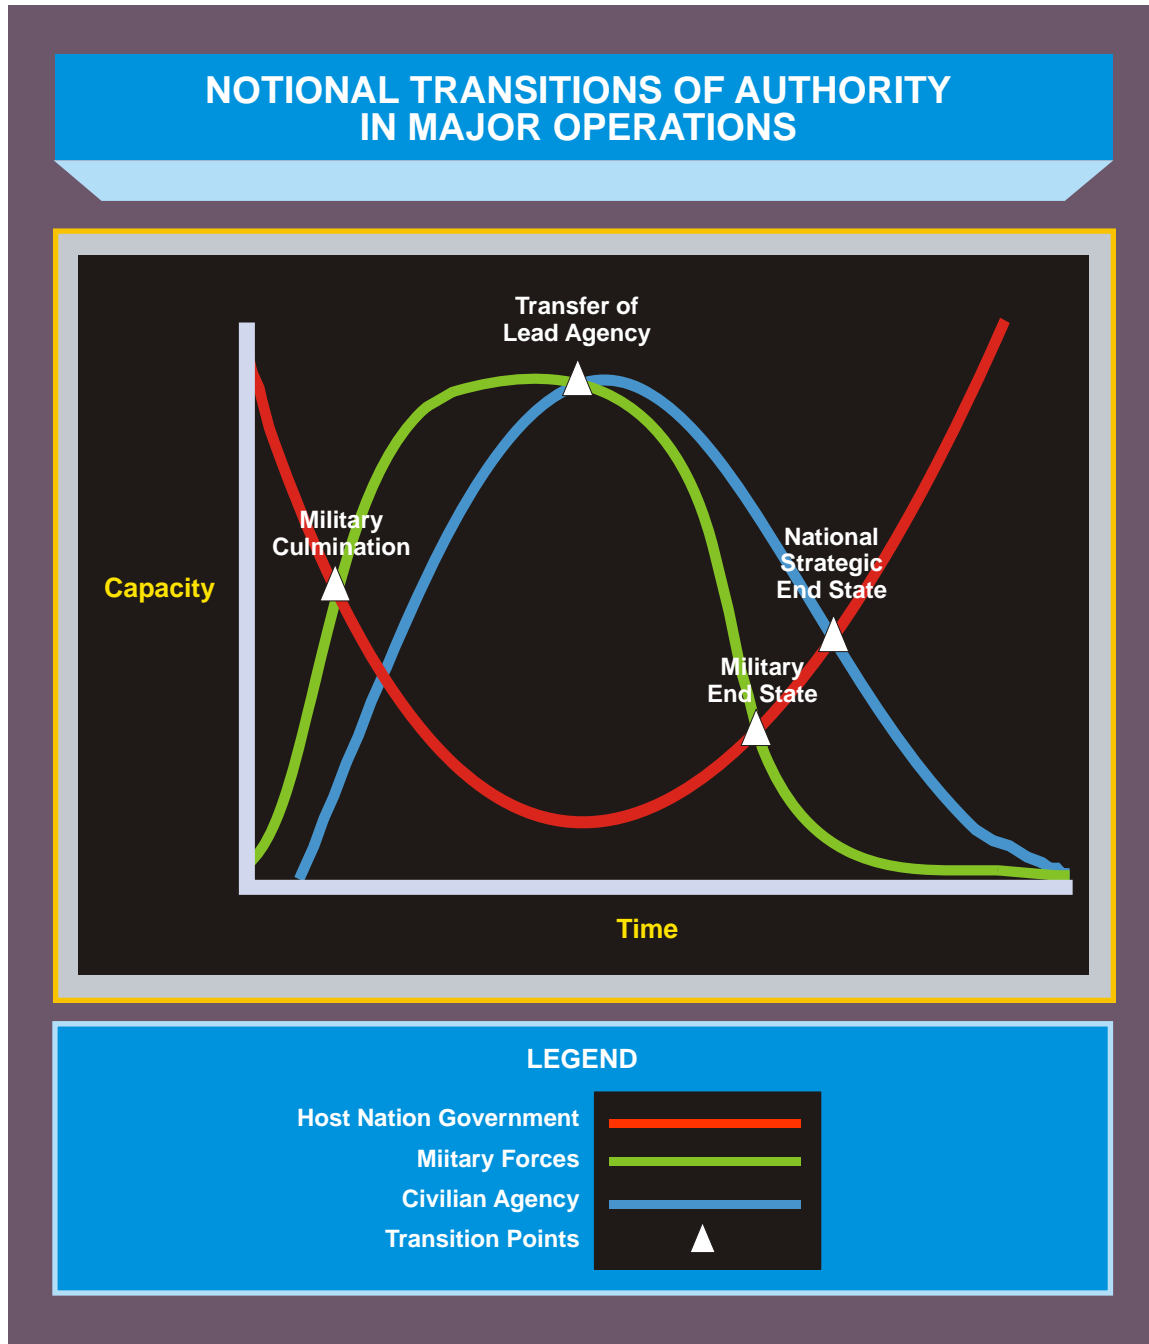 NOTIONAL TRANSITIONS OF AUTHORITY
IN MAJOR OPERATIONS
Transfer of
Lead Agency
Military
Culmination
National
Strategic
End State
Capacity
Military
End State
Time
LEGEND
Host Nation Government
Miitary Forces
Civilian Agency
Transition Points